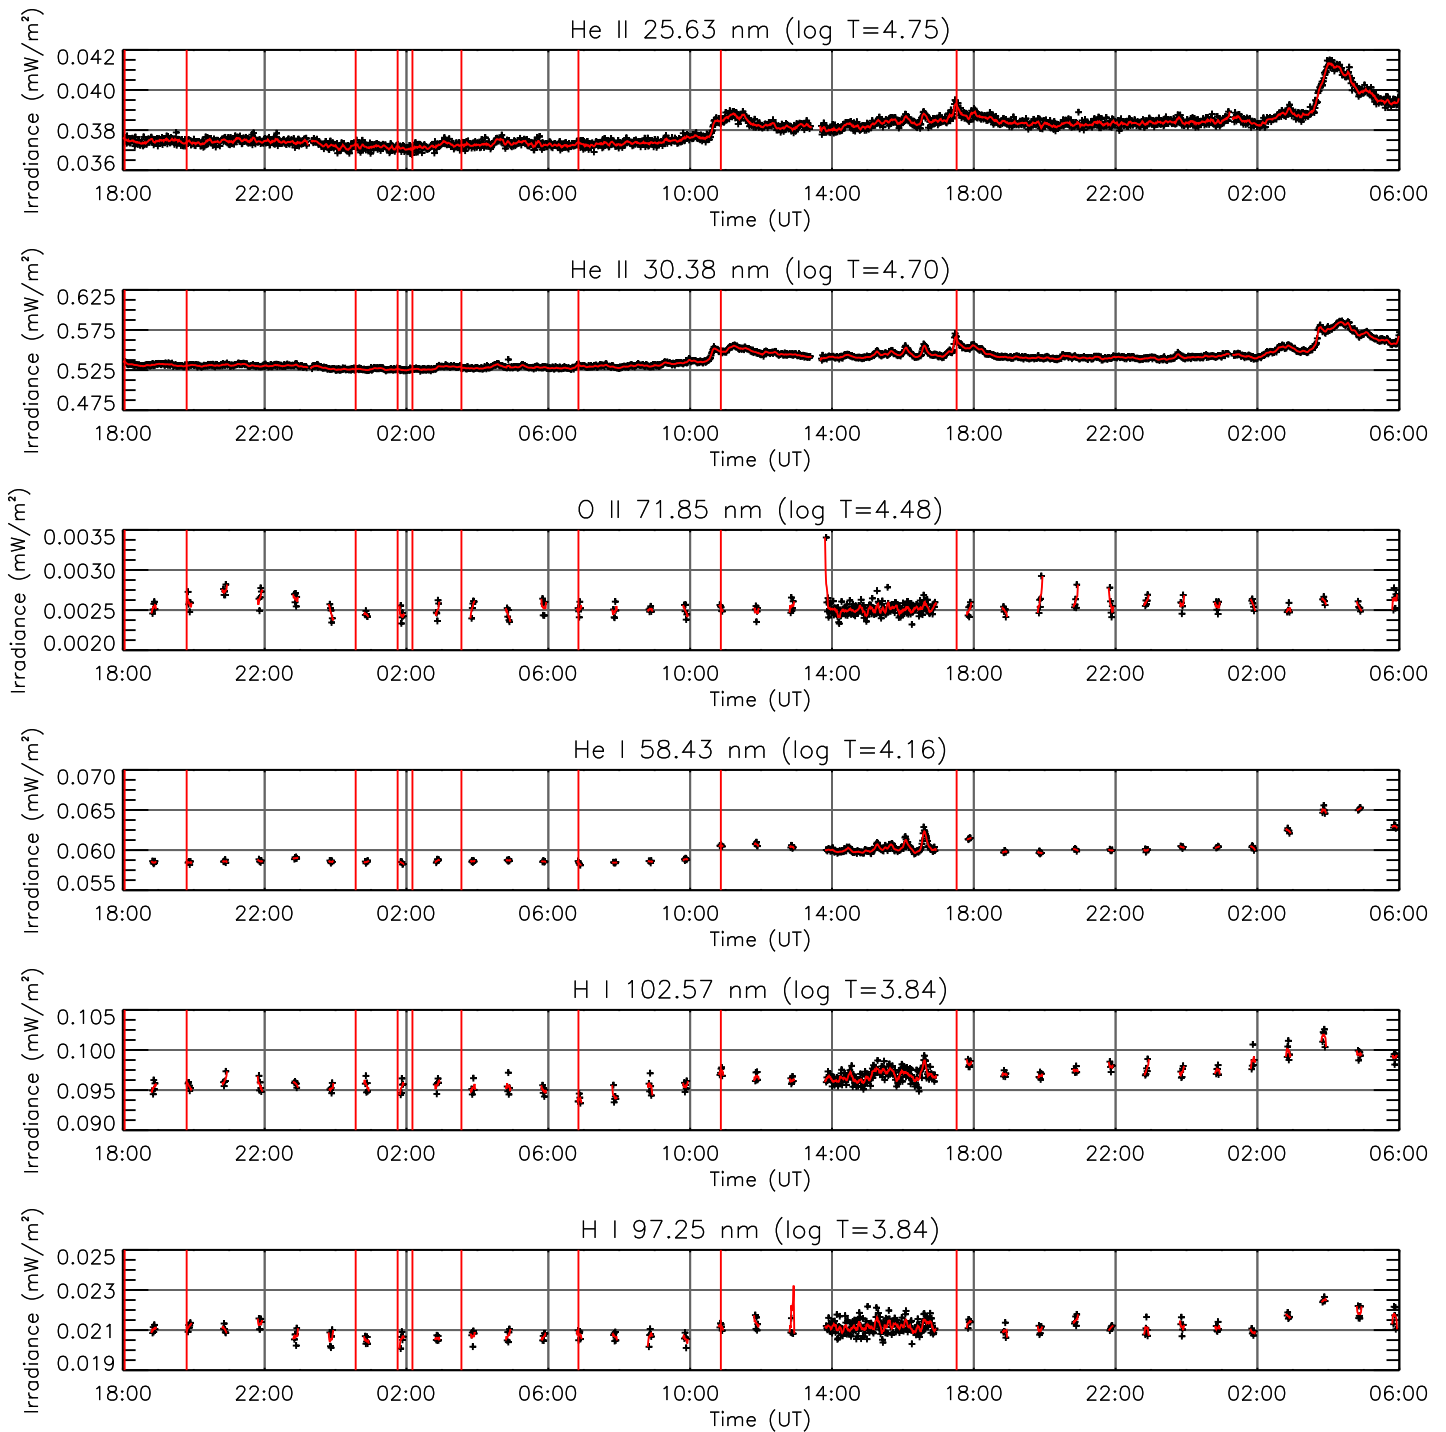 He II 25.63 nm (log T=4.75)
Irradiance (mW/m²)
0.042
0.040
0.038
0.036
18:00 22:00 02:00 06:00 10:00 14:00 18:00 22:00 02:00 06:00
Time (UT)
He II 30.38 nm (log T=4.70)
Irradiance (mW/m²)
0.625
0.575
0.525
0.475
18:00 22:00 02:00 06:00 10:00 14:00 18:00 22:00 02:00 06:00
Time (UT)
O II 71.85 nm (log T=4.48)
Irradiance (mW/m²)
0.0035
0.0030
0.0025
0.0020
18:00 22:00 02:00 06:00 10:00 14:00 18:00 22:00 02:00 06:00
Time (UT)
He I 58.43 nm (log T=4.16)
Irradiance (mW/m²)
0.070
0.065
0.060
0.055
18:00 22:00 02:00 06:00 10:00 14:00 18:00 22:00 02:00 06:00
Time (UT)
H I 102.57 nm (log T=3.84)
Irradiance (mW/m²)
0.105
0.100
0.095
0.090
18:00 22:00 02:00 06:00 10:00 14:00 18:00 22:00 02:00 06:00
Time (UT)
H I 97.25 nm (log T=3.84)
Irradiance (mW/m²)
0.025
0.023
0.021
0.019
18:00 22:00 02:00 06:00 10:00 14:00 18:00 22:00 02:00 06:00
Time (UT)